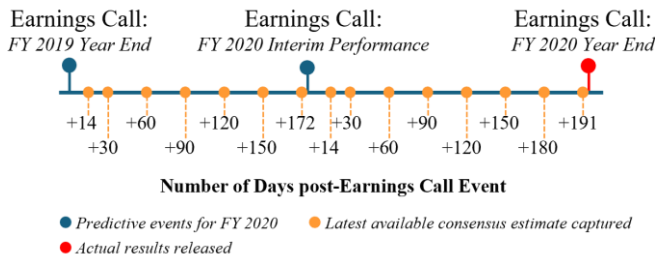 Earnings Call: Earnings Call: Earnings Call:
FY 2019 Year End FY 2020 Interim Performance FY 2020 Year End
+14 +60 +120 +172 +30 +90 +150 +191
+30 +90 +150 +14 +60 +120 +180
Number of Days post-Earnings Call Event
Predictive events for FY 2020 Latest available consensus estimate captured
Actual results released